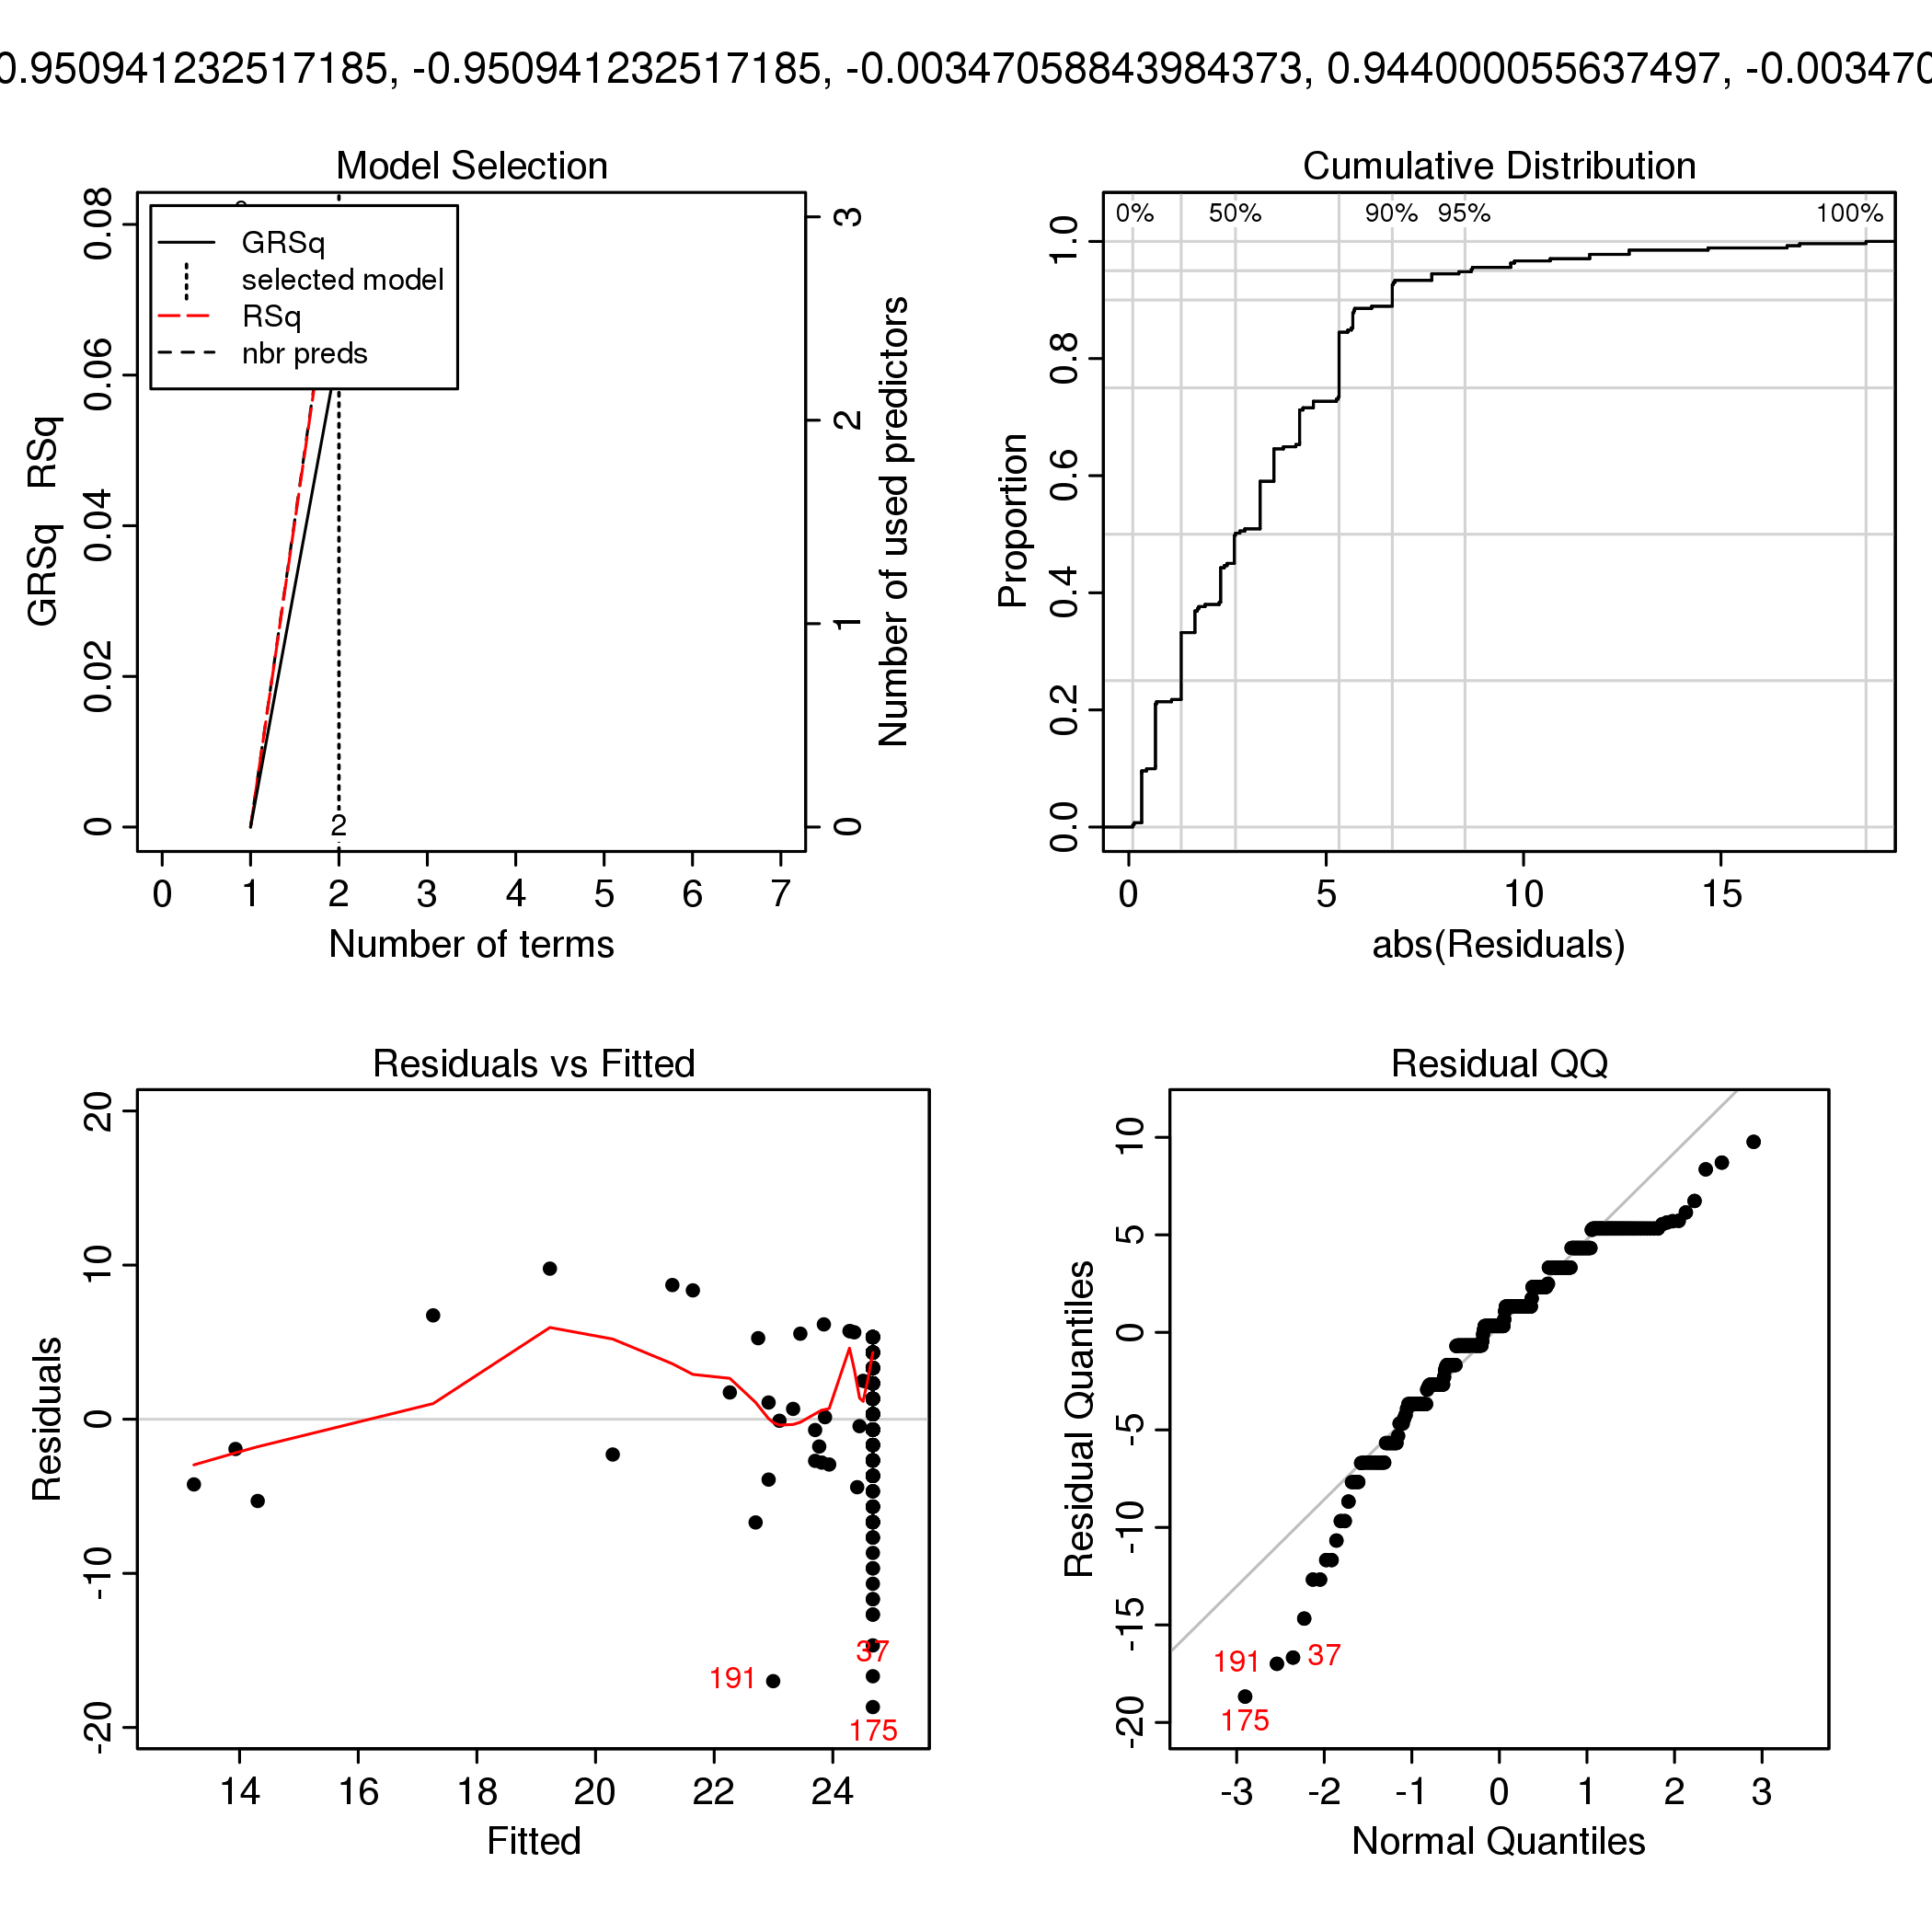 0.950941232517185, -0.950941232517185, -0.00347058843984373, 0.944000055637497, -0.003470
Model Selection
GRSq RSq
0 0.02 0.04 0.06 0.08
GRSq
selected model
RSq
nbr preds
2
0 1 2 3 4 5 6 7
Number of terms
0 1 2 3
Number of used predictors
Cumulative Distribution
0% 50% 90% 95% 100%
Proportion
0.0 0.2 0.4 0.6 0.8 1.0
0 5 10 15
abs(Residuals)
Residuals vs Fitted
Residuals
-20 -10 0 10 20
37
191
175
14 16 18 20 22 24
Fitted
Residual QQ
Residual Quantiles
-20 -15 -10 -5 0 5 10
191 37
175
-3 -2 -1 0 1 2 3
Normal Quantiles